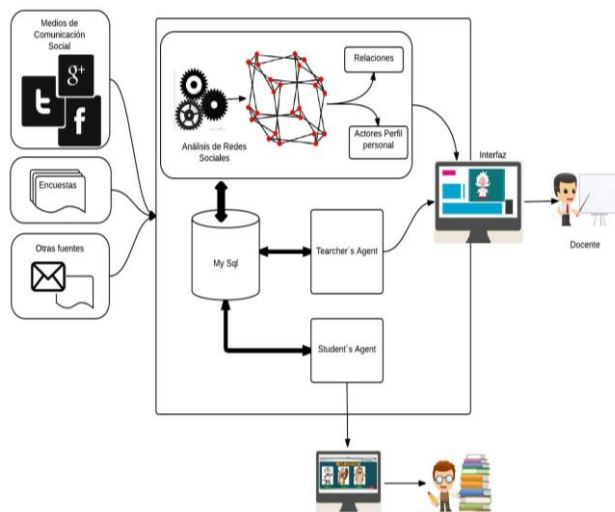 Medios de
Comunicación
Social
g+
t
f
Encuestas
Otras fuentes
Análisis de Redes
Sociales
Relaciones
Actores Perfil
personal
My Sql
Tearcher´s Agent
Student´s Agent
Interfaz
Docente